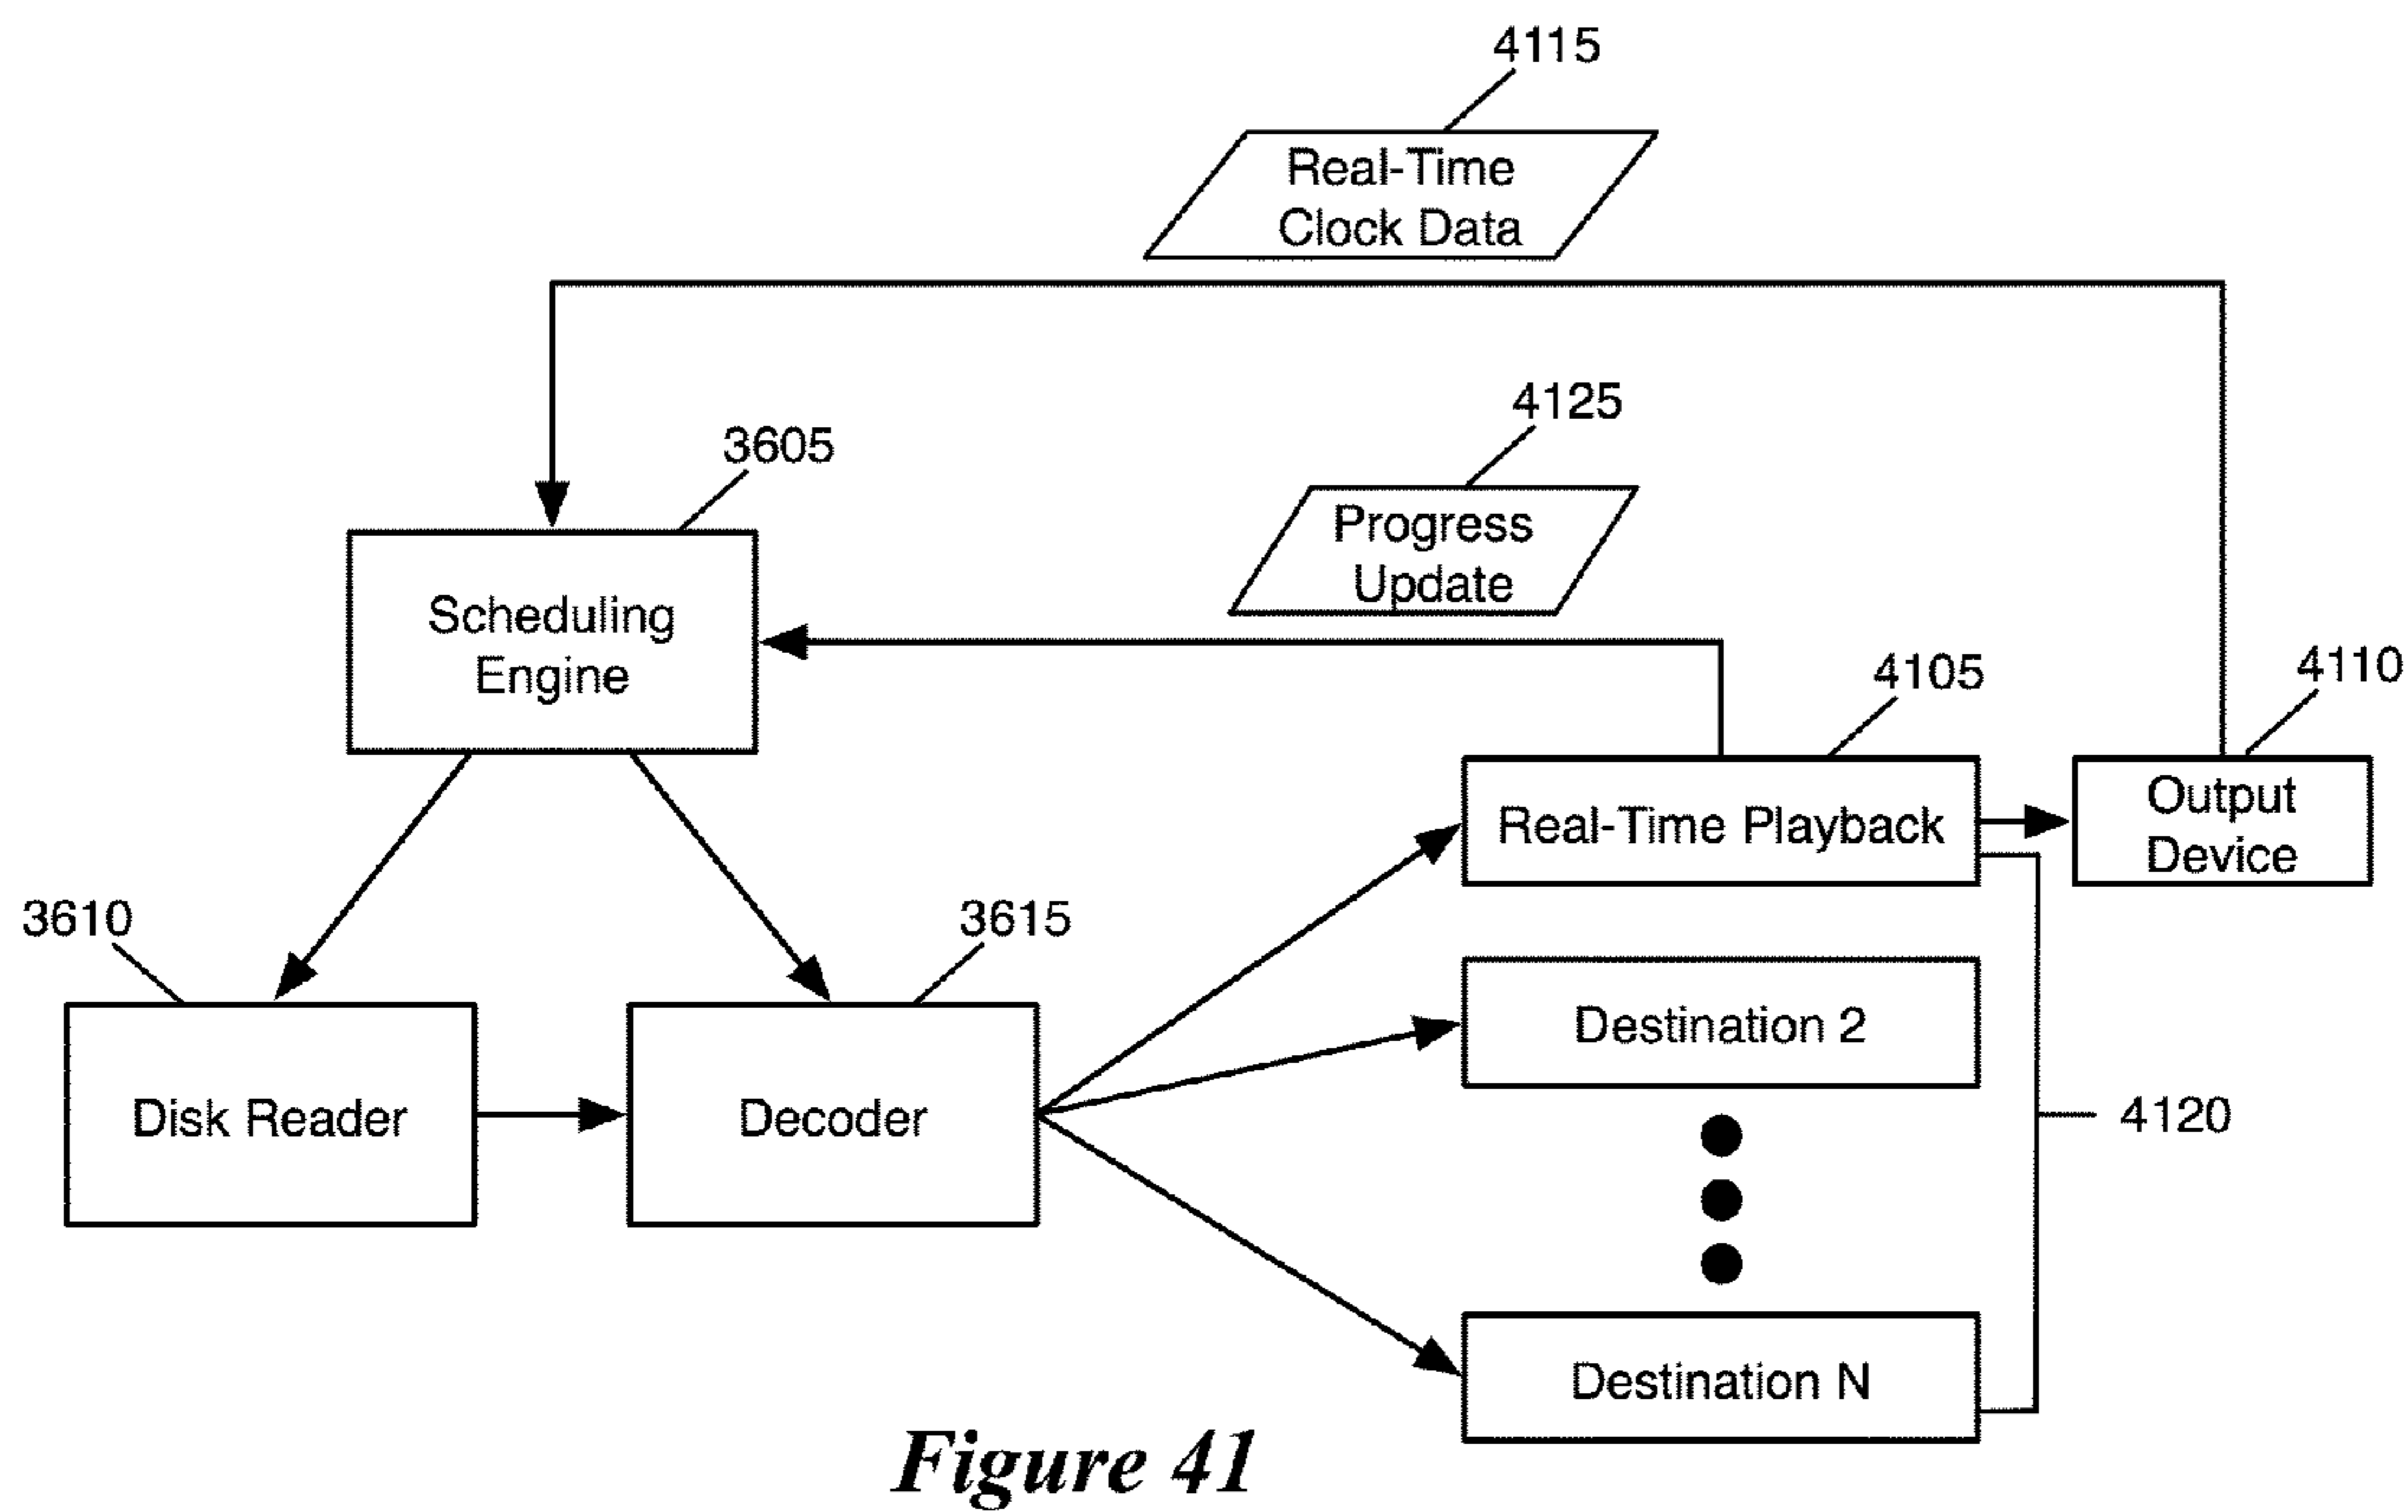 4115
Real-Time
Clock Data
4125
3605
Progress
Update
Scheduling
Engine
4105
4110
Real-Time Playback
Output
Device
3610
3615
Destination 2
Disk Reader
Decoder
4120
Destination N
Figure 41